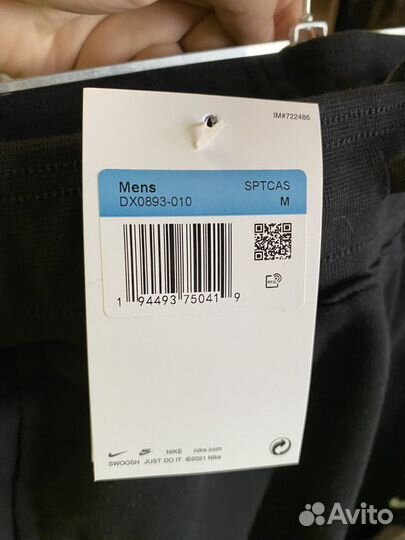 IM#722486
Mens SPTCAS
DX0893-010 M
1 94493 75041 9
NIKE nike.com
SWOOSH JUST DO IT ©2021 Nike
Avito